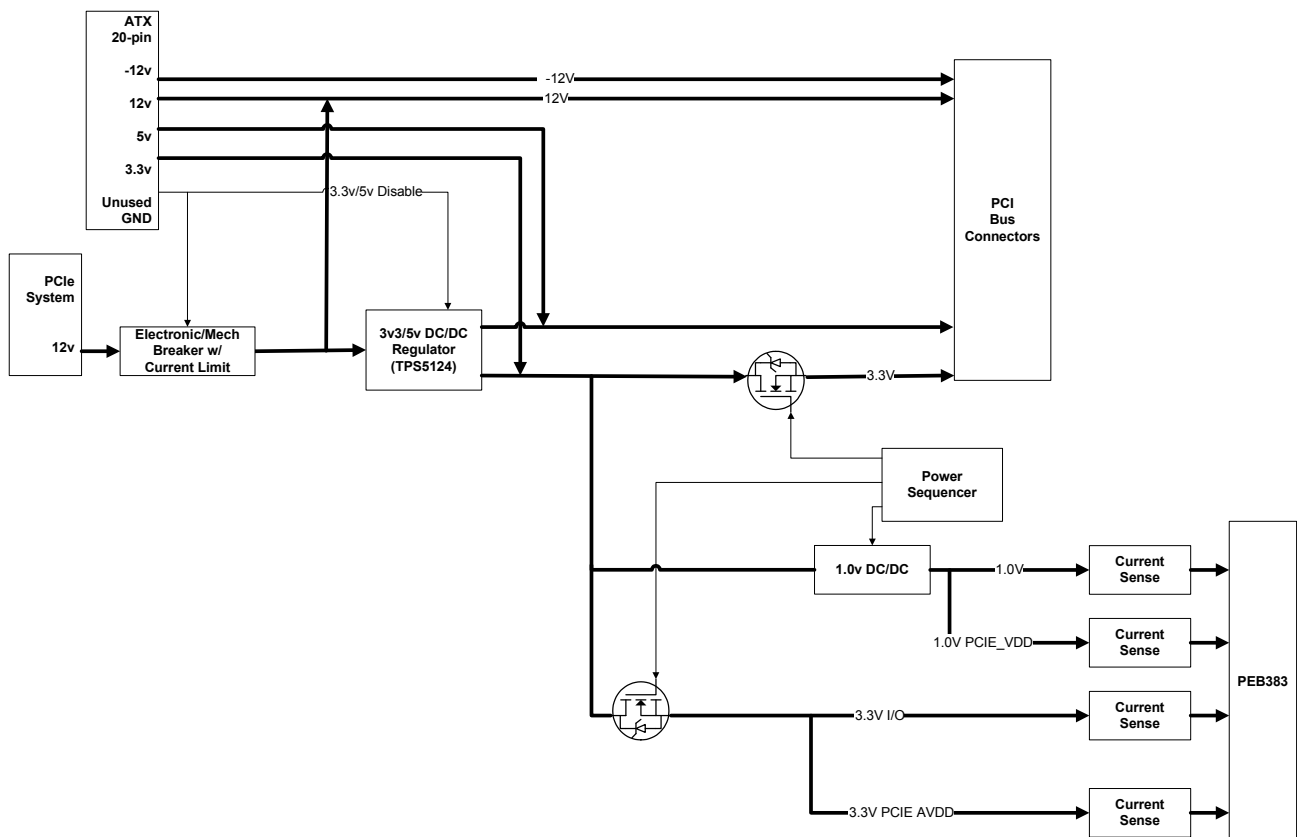 ATX
20-pin
-12v
12v
5v
3.3v
Unused
GND
-12V
12V
3.3v/5v Disable
PCI
Bus
Connectors
PCIe
System
12v
Electronic/Mech
Breaker w/
Current Limit
3v3/5v DC/DC
Regulator
(TPS5124)
3.3V
Power
Sequencer
1.0v DC/DC
1.0V
Current
Sense
1.0V PCIE_VDD
Current
Sense
PEB383
3.3V I/O
Current
Sense
3.3V PCIE AVDD
Current
Sense